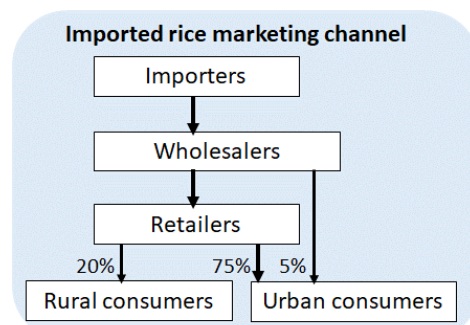 Imported rice marketing channel
Importers
Wholesalers
Retailers
20% 75% 5%
Rural consumers Urban consumers